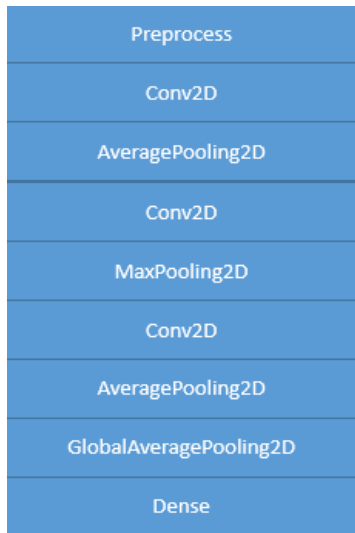 Preprocess
Conv2D
AveragePooling2D
Conv2D
MaxPooling2D
Conv2D
AveragePooling2D
GlobalAveragePooling2D
Dense